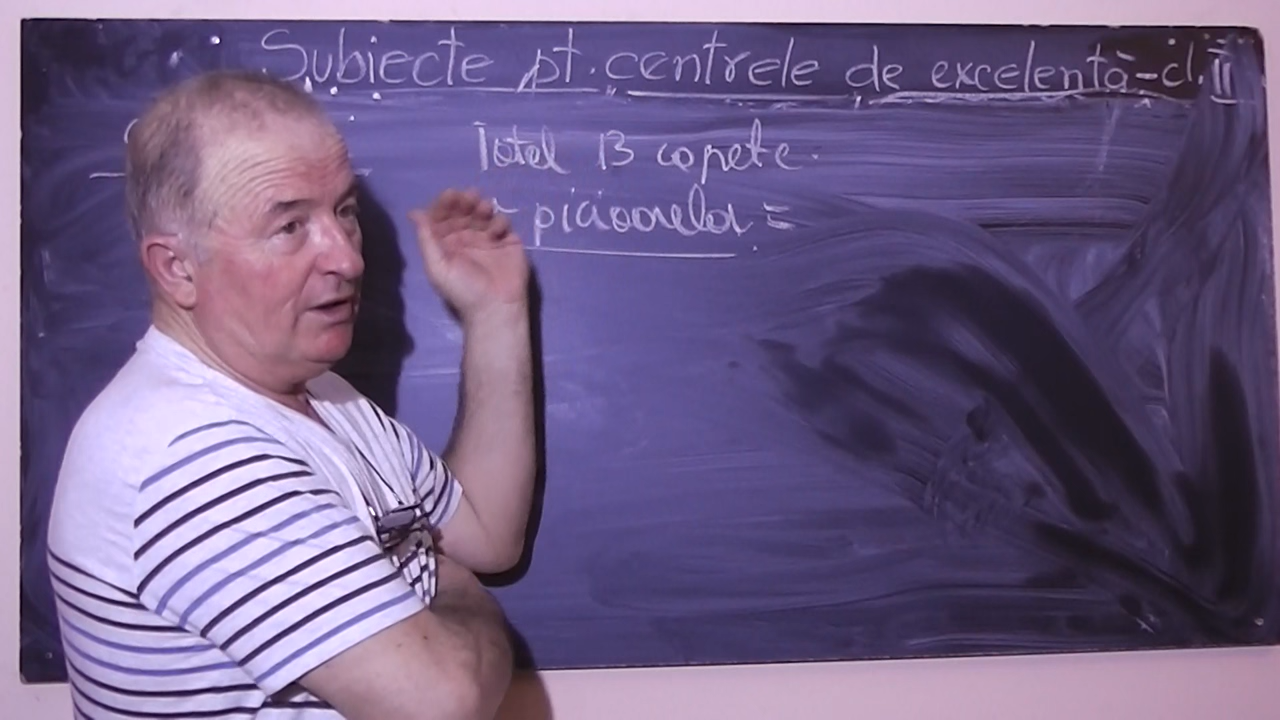 Subiecte pt. centrele de excelență-cl. II
Total 13 capete.
picioarelor =